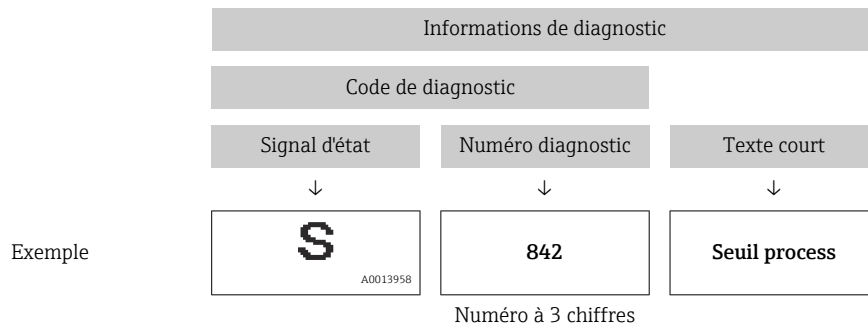 Informations de diagnostic
Code de diagnostic
Signal d'état Numéro diagnostic Texte court
↓ ↓ ↓
Exemple S 842 Seuil process
A0013958
Numéro à 3 chiffres